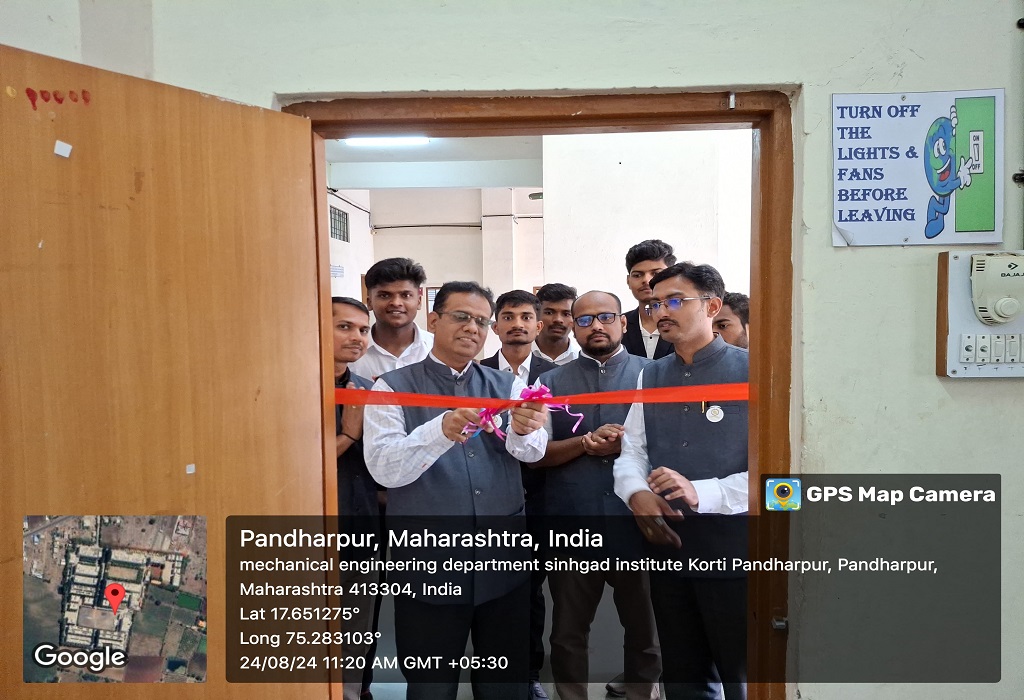 TURN OFF
THE
LIGHTS &
FANS
BEFORE
LEAVING
ON
OFF
BAJAJ
GPS Map Camera
Pandharpur, Maharashtra, India
mechanical engineering department sinhgad institute Korti Pandharpur, Pandharpur,
Maharashtra 413304, India
Lat 17.651275°
Long 75.283103°
24/08/24 11:20 AM GMT +05:30
Google